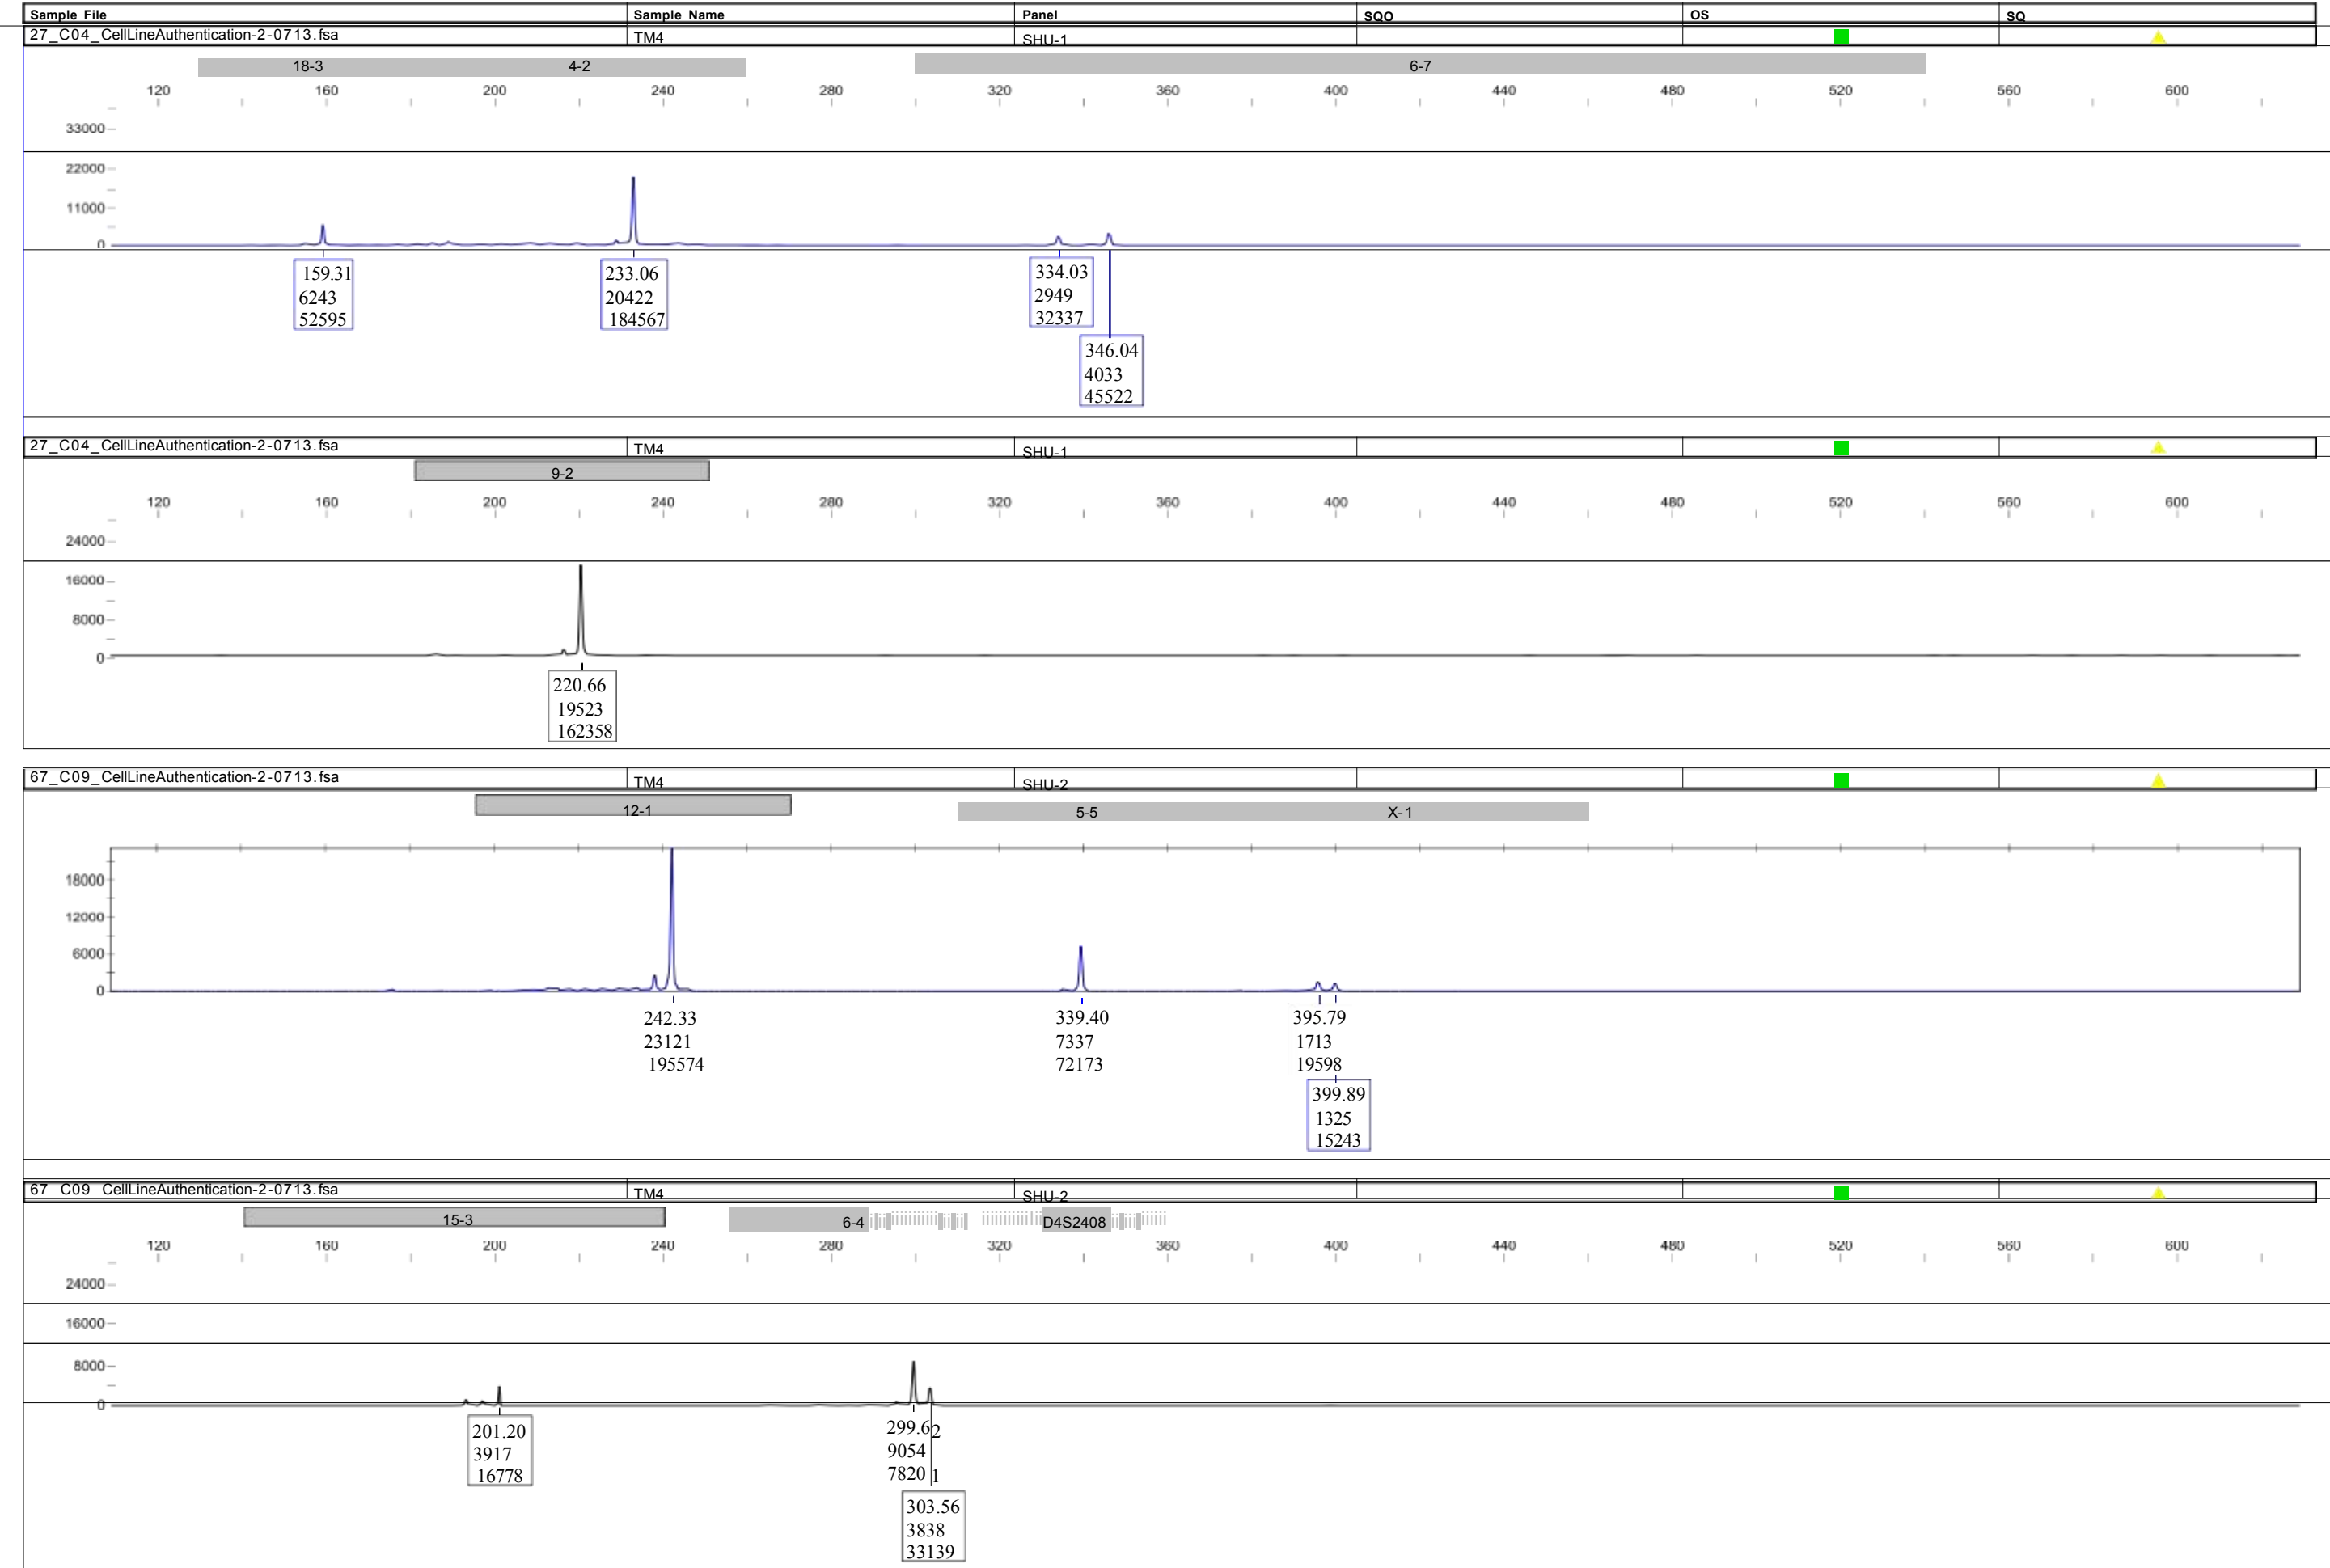 Sample File Sample Name Panel SQO OS SQ
27_C04_CellLineAuthentication-2-0713.fsa TM4 SHU-1
18-3 4-2 6-7
120 160 200 240 280 320 360 400 440 480 520 560 600
33000
22000
11000
0
159.31 233.06 334.03
6243 20422 2949
52595 184567 32337
346.04
4033
45522
27_C04_CellLineAuthentication-2-0713.fsa TM4 SHU-1
9-2
120 160 200 240 280 320 360 400 440 480 520 560 600
24000
16000
8000
0
220.66
19523
162358
67_C09_CellLineAuthentication-2-0713.fsa TM4 SHU-2
12-1 5-5 X-1
18000
12000
6000
0
242.33 339.40 395.79
23121 7337 1713
195574 72173 19598
399.89
1325
15243
67_C09_CellLineAuthentication-2-0713.fsa TM4 SHU-2
15-3 6-4 D4S2408
120 160 200 240 280 320 360 400 440 480 520 560 600
24000
16000
8000
0
201.20 299.62
3917 9054
16778 78201
303.56
3838
33139